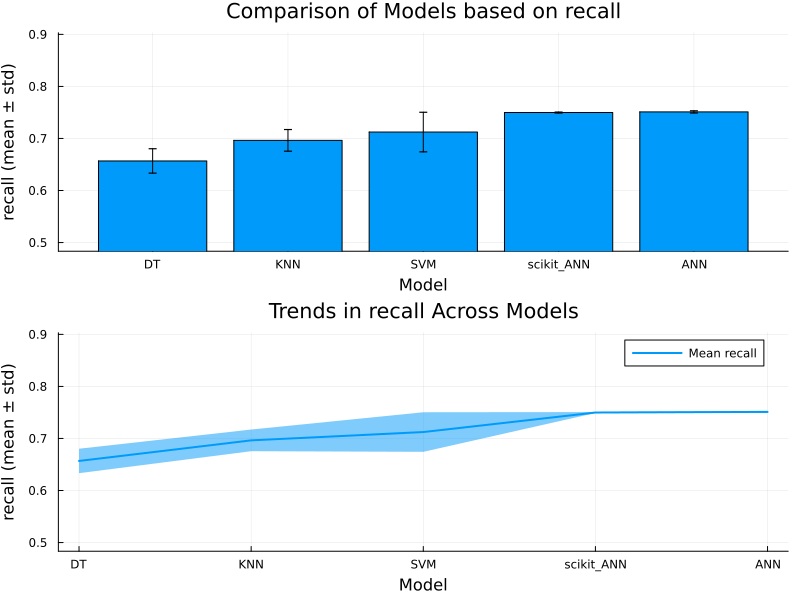 Comparison of Models based on recall
recall (mean ± std)
0.9
0.8
0.7
0.6
0.5
DT KNN SVM scikit_ANN ANN
Model
Trends in recall Across Models
recall (mean ± std)
0.9
0.8
0.7
0.6
0.5
Mean recall
DT KNN SVM scikit_ANN ANN
Model